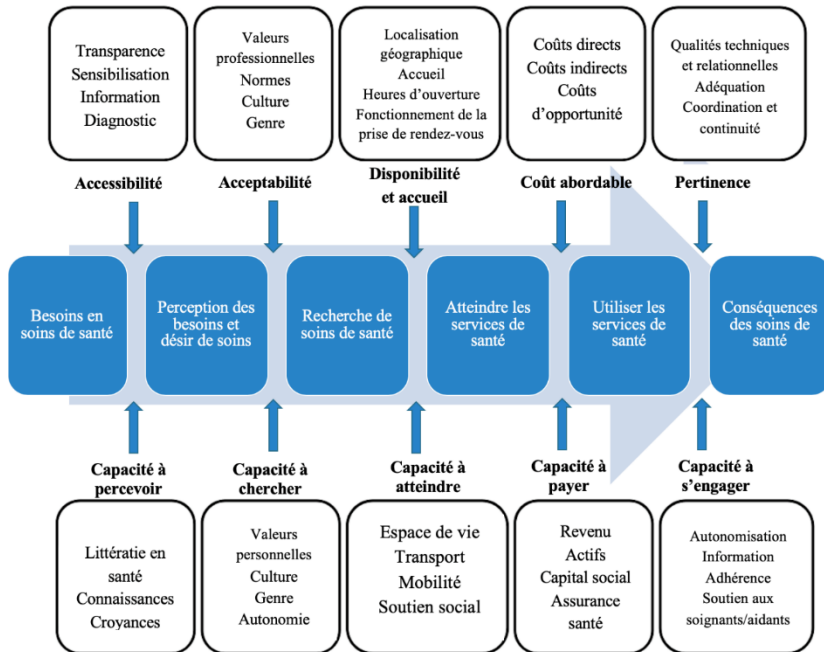 Transparence
Sensibilisation
Information
Diagnostic
Valeurs
professionnelles
Normes
Culture
Genre
Localisation
géographique
Accueil
Heures d'ouverture
Fonctionnement de la
prise de rendez-vous
Coûts directs
Coûts indirects
Coûts
d'opportunité
Qualités techniques
et relationnelles
Adéquation
Coordination et
continuité
Accessibilité
Acceptabilité
Disponibilité
et accueil
Coût abordable
Pertinence
Besoins en
soins de santé
Perception des
besoins et
désir de soins
Recherche de
soins de santé
Atteindre les
services de
santé
Utiliser les
services de
santé
Conséquences
des soins de
santé
Capacité à
percevoir
Capacité à
chercher
Capacité à
atteindre
Capacité à
payer
Capacité à
s'engager
Littératie en
santé
Connaissances
Croyances
Valeurs
personnelles
Culture
Genre
Autonomie
Espace de vie
Transport
Mobilité
Soutien social
Revenu
Actifs
Capital social
Assurance
santé
Autonomisation
Information
Adhérence
Soutien aux
soignants/aidants